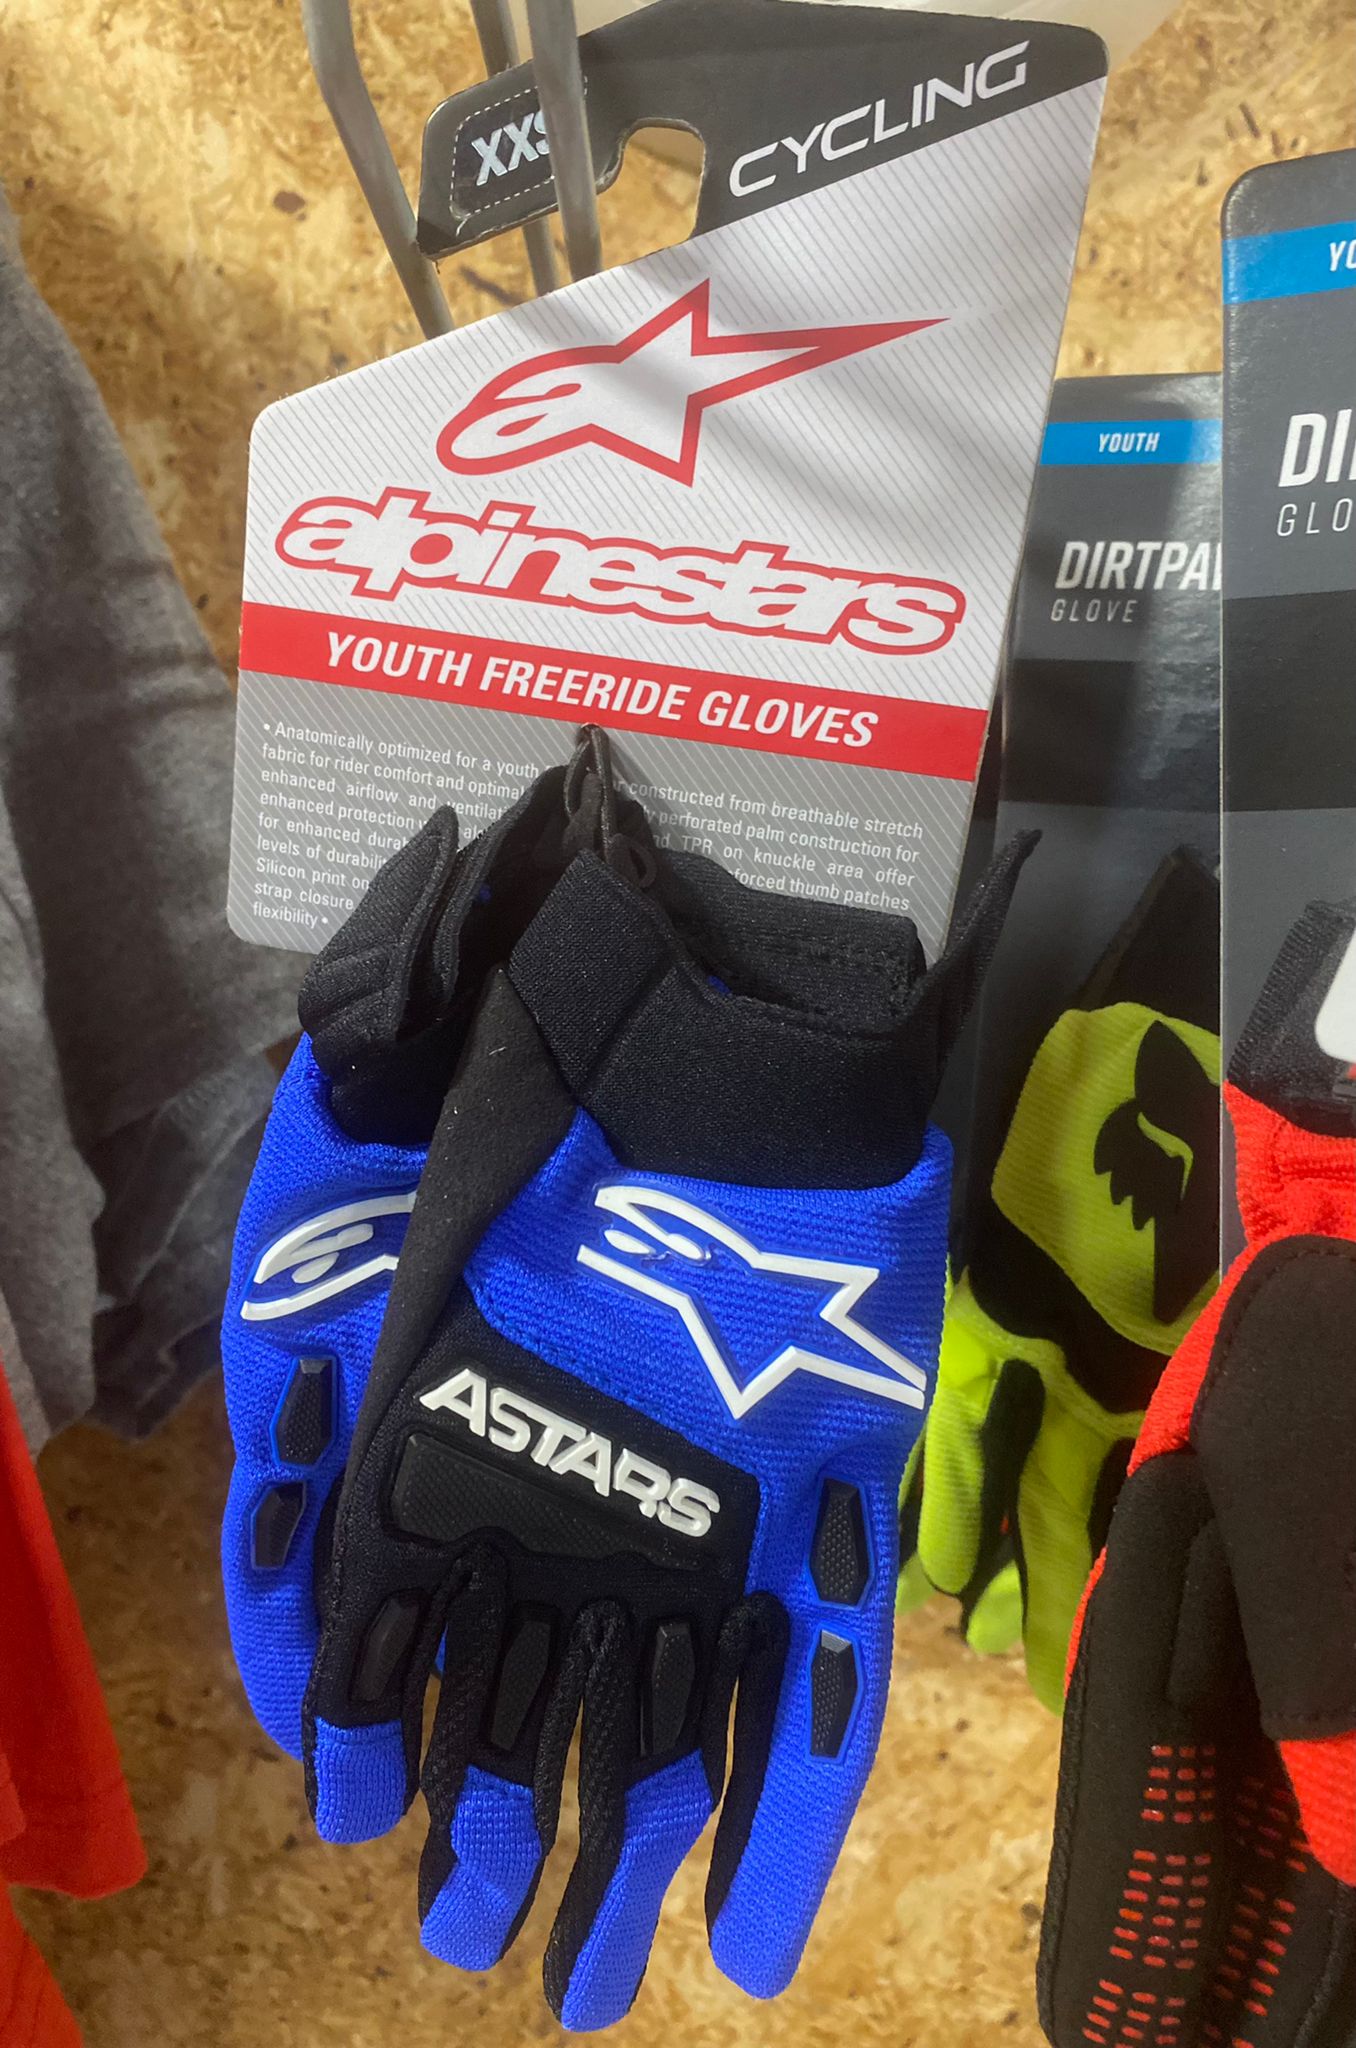 XXS
CYCLING
a
alpinestars
YOUTH FREERIDE GLOVES
• Anatomically optimized for a youth constructed from breathable stretch
fabric for rider comfort and perforated palm construction for
enhanced airflow and TPR on knuckle area offer
enhanced protection thumb patches
for enhanced
levels of
Silicon print on
strap closure
flexibility •
ASTARS
YOUTH
DIRTPA
GLOVE
YO
DI
GLO